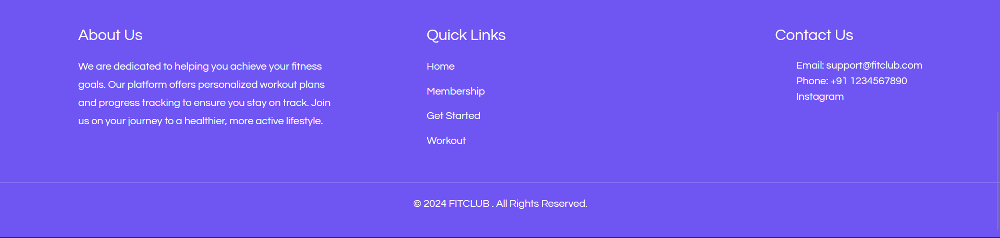 About Us
We are dedicated to helping you achieve your fitness
goals. Our platform offers personalized workout plans
and progress tracking to ensure you stay on track. Join
us on your journey to a healthier, more active lifestyle.
Quick Links
Home
Membership
Get Started
Workout
Contact Us
Email: support@fitclub.com
Phone: +91 1234567890
Instagram
© 2024 FITCLUB . All Rights Reserved.